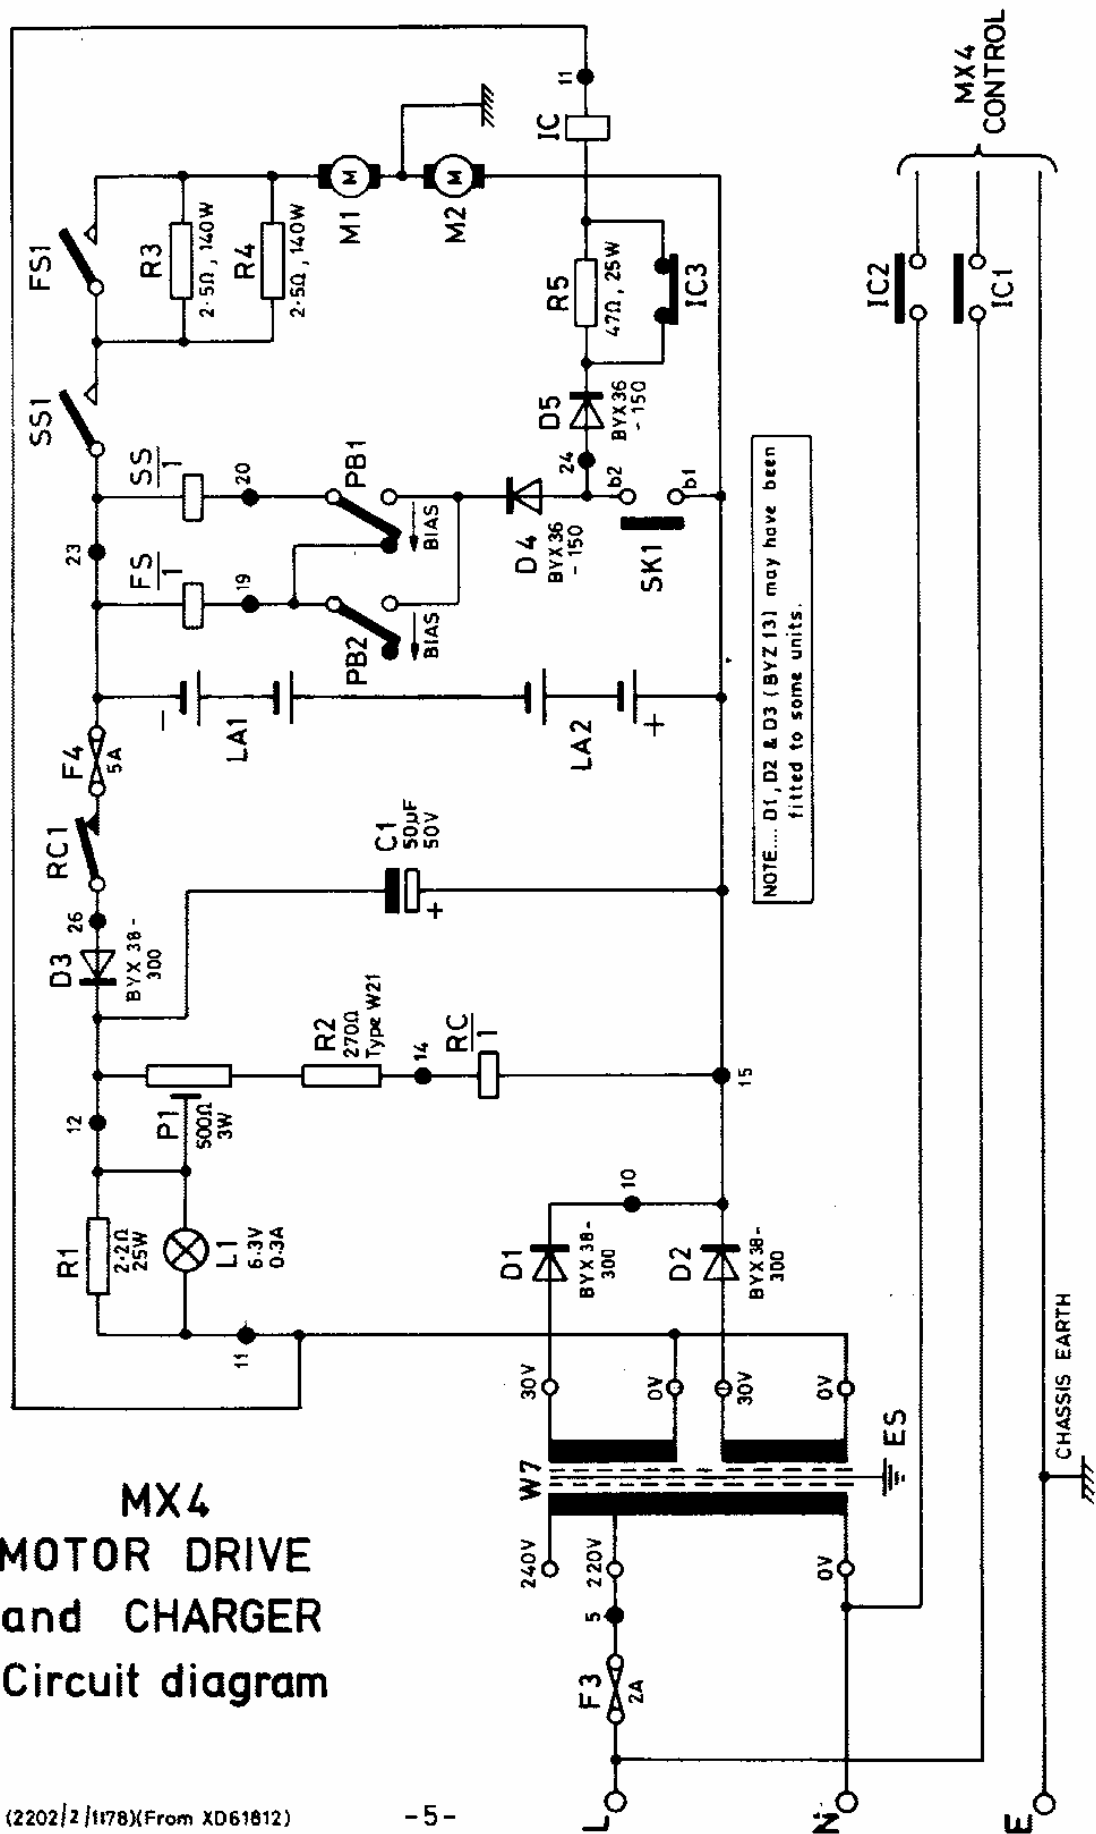 MX4
MOTOR DRIVE
and CHARGER
Circuit diagram
(2202/2/1178)(From XD61812)
-5-
FS1
R3
2·5Ω, 140W
R4
2·5Ω, 140W
M
M1
M
M2
IC
11
SS1
SS
1
20
PB1
BIAS
23
FS
1
19
PB2
BIAS
D4
BYX36
-150
24
D5
BYX36
-150
R5
47Ω, 25W
IC3
b2
b1
SK1
F4
5A
LA1
−
LA2
+
RC1
26
D3
BYX 38-
300
C1
50µF
50V
+
R2
270Ω
Type W21
14
RC
1
15
12
P1
500Ω
3W
R1
2·2Ω
25W
L1
6.3V
0.3A
11
10
D1
BYX 38-
300
D2
BYX 38-
300
30V
0V
30V
0V
W7
ES
240V
220V
0V
5
F3
2A
L
N
E
CHASSIS EARTH
NOTE.... D1, D2 & D3 (BYZ 13) may have been
fitted to some units.
IC2
IC1
MX4
CONTROL